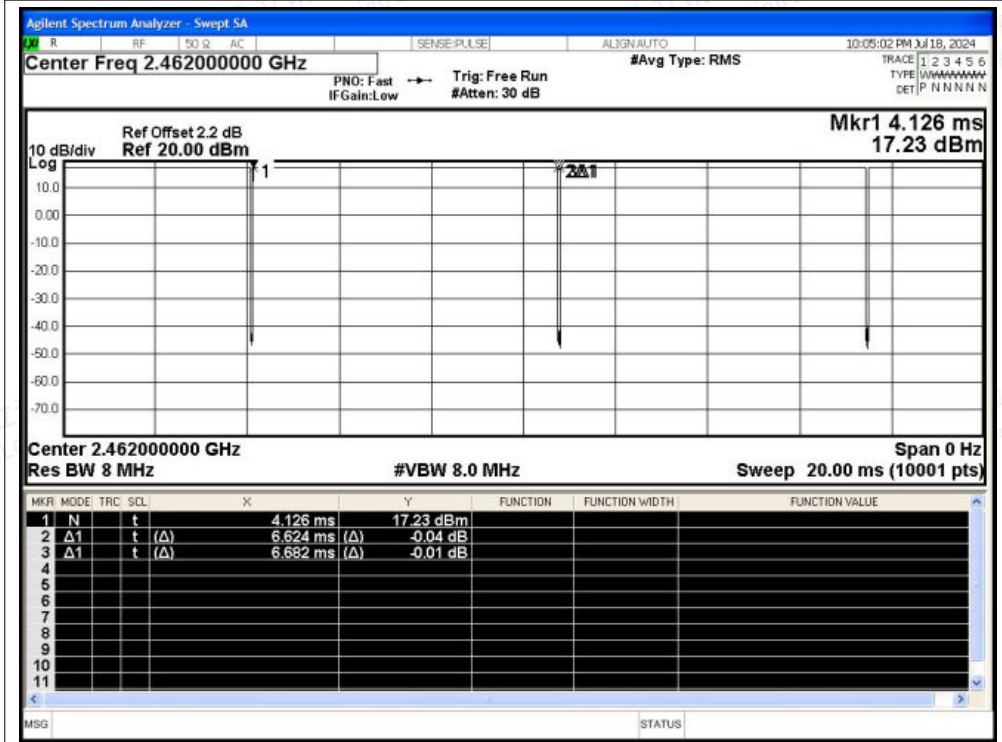 Agilent Spectrum Analyzer - Swept SA
LXI R RF 50 Ω AC SENSE:PULSE ALIGN AUTO 10:05:02 PM Jul 18, 2024
Center Freq 2.462000000 GHz #Avg Type: RMS TRACE 1 2 3 4 5 6
PNO: Fast Trig: Free Run TYPE WWWWWW
IFGain:Low #Atten: 30 dB DET P N N N N N
Mkr1 4.126 ms
Ref Offset 2.2 dB
10 dB/div Ref 20.00 dBm 17.23 dBm
Log
1 2Δ1 3Δ1
10.0
0.00
-10.0
-20.0
-30.0
-40.0
-50.0
-60.0
-70.0
Center 2.462000000 GHz Span 0 Hz
Res BW 8 MHz #VBW 8.0 MHz Sweep 20.00 ms (10001 pts)
MKR MODE TRC SCL X Y FUNCTION FUNCTION WIDTH FUNCTION VALUE
1 N t 4.126 ms 17.23 dBm
2 Δ1 t (Δ) 6.624 ms (Δ) -0.04 dB
3 Δ1 t (Δ) 6.682 ms (Δ) -0.01 dB
4
5
6
7
8
9
10
11
MSG STATUS